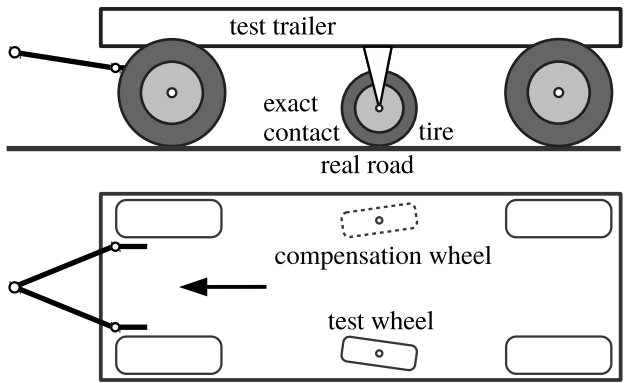 test trailer
exact
contact tire
real road
compensation wheel
test wheel